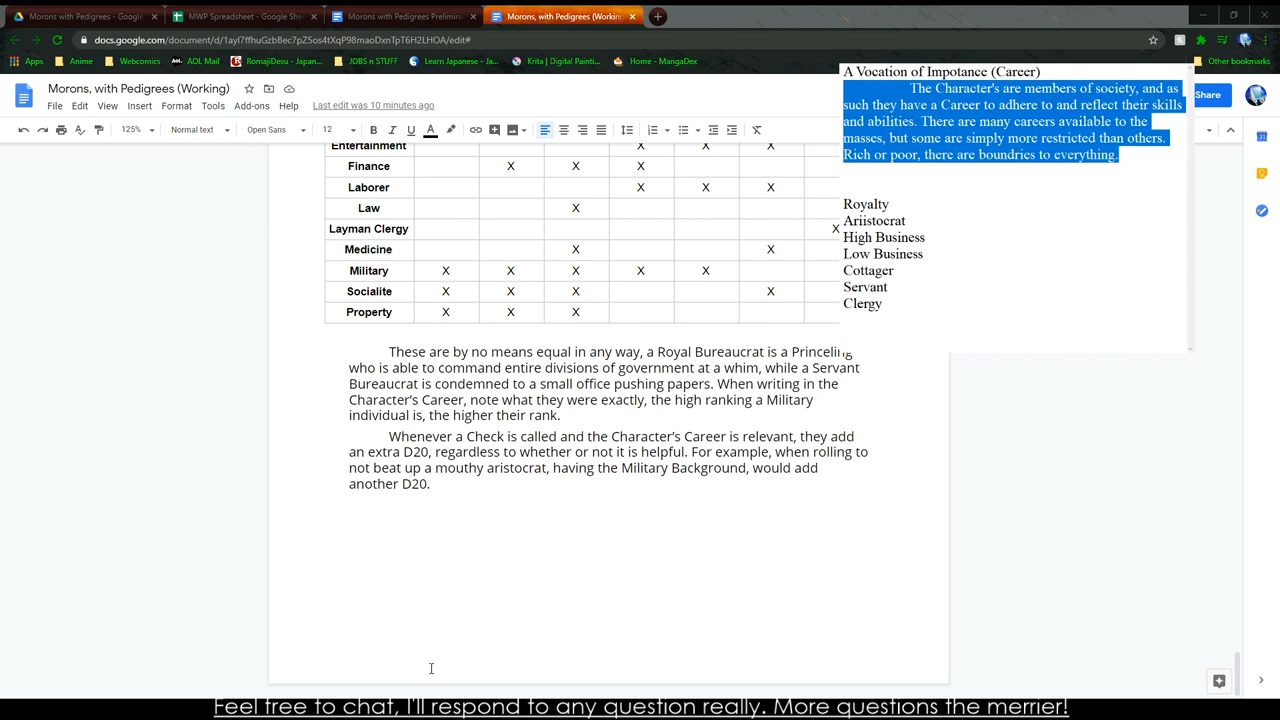 Morons with Pedigrees - Google
MWP Spreadsheet - Google She
Morons with Pedigrees Preliminar
Morons, with Pedigrees (Working
docs.google.com/document/d/1ayI7ffhuGzbBec7pZ5os4tXqP98maoDxnTpT6H2LHOA/edit#
Apps Anime Webcomics AOL Mail RomajiDesu - Japan... JOBS n STUFF Learn Japanese - Ja... Krita | Digital Painti... Home - MangaDex Other bookmarks
Morons, with Pedigrees (Working)
File Edit View Insert Format Tools Add-ons Help Last edit was 10 minutes ago
Share
125% Normal text Open Sans 12
Entertainment X X X
Finance X X X
Laborer X X X
Law X
Layman Clergy X
Medicine X X
Military X X X X X
Socialite X X X X
Property X X X
These are by no means equal in any way, a Royal Bureaucrat is a Princeling
who is able to command entire divisions of government at a whim, while a Servant
Bureaucrat is condemned to a small office pushing papers. When writing in the
Character's Career, note what they were exactly, the high ranking a Military
individual is, the higher their rank.
Whenever a Check is called and the Character's Career is relevant, they add
an extra D20, regardless to whether or not it is helpful. For example, when rolling to
not beat up a mouthy aristocrat, having the Military Background, would add
another D20.
A Vocation of Impotance (Career)
The Character's are members of society, and as
such they have a Career to adhere to and reflect their skills
and abilities. There are many careers available to the
masses, but some are simply more restricted than others.
Rich or poor, there are boundries to everything.
Royalty
Ariistocrat
High Business
Low Business
Cottager
Servant
Clergy
Feel free to chat, I'll respond to any question really. More questions the merrier!